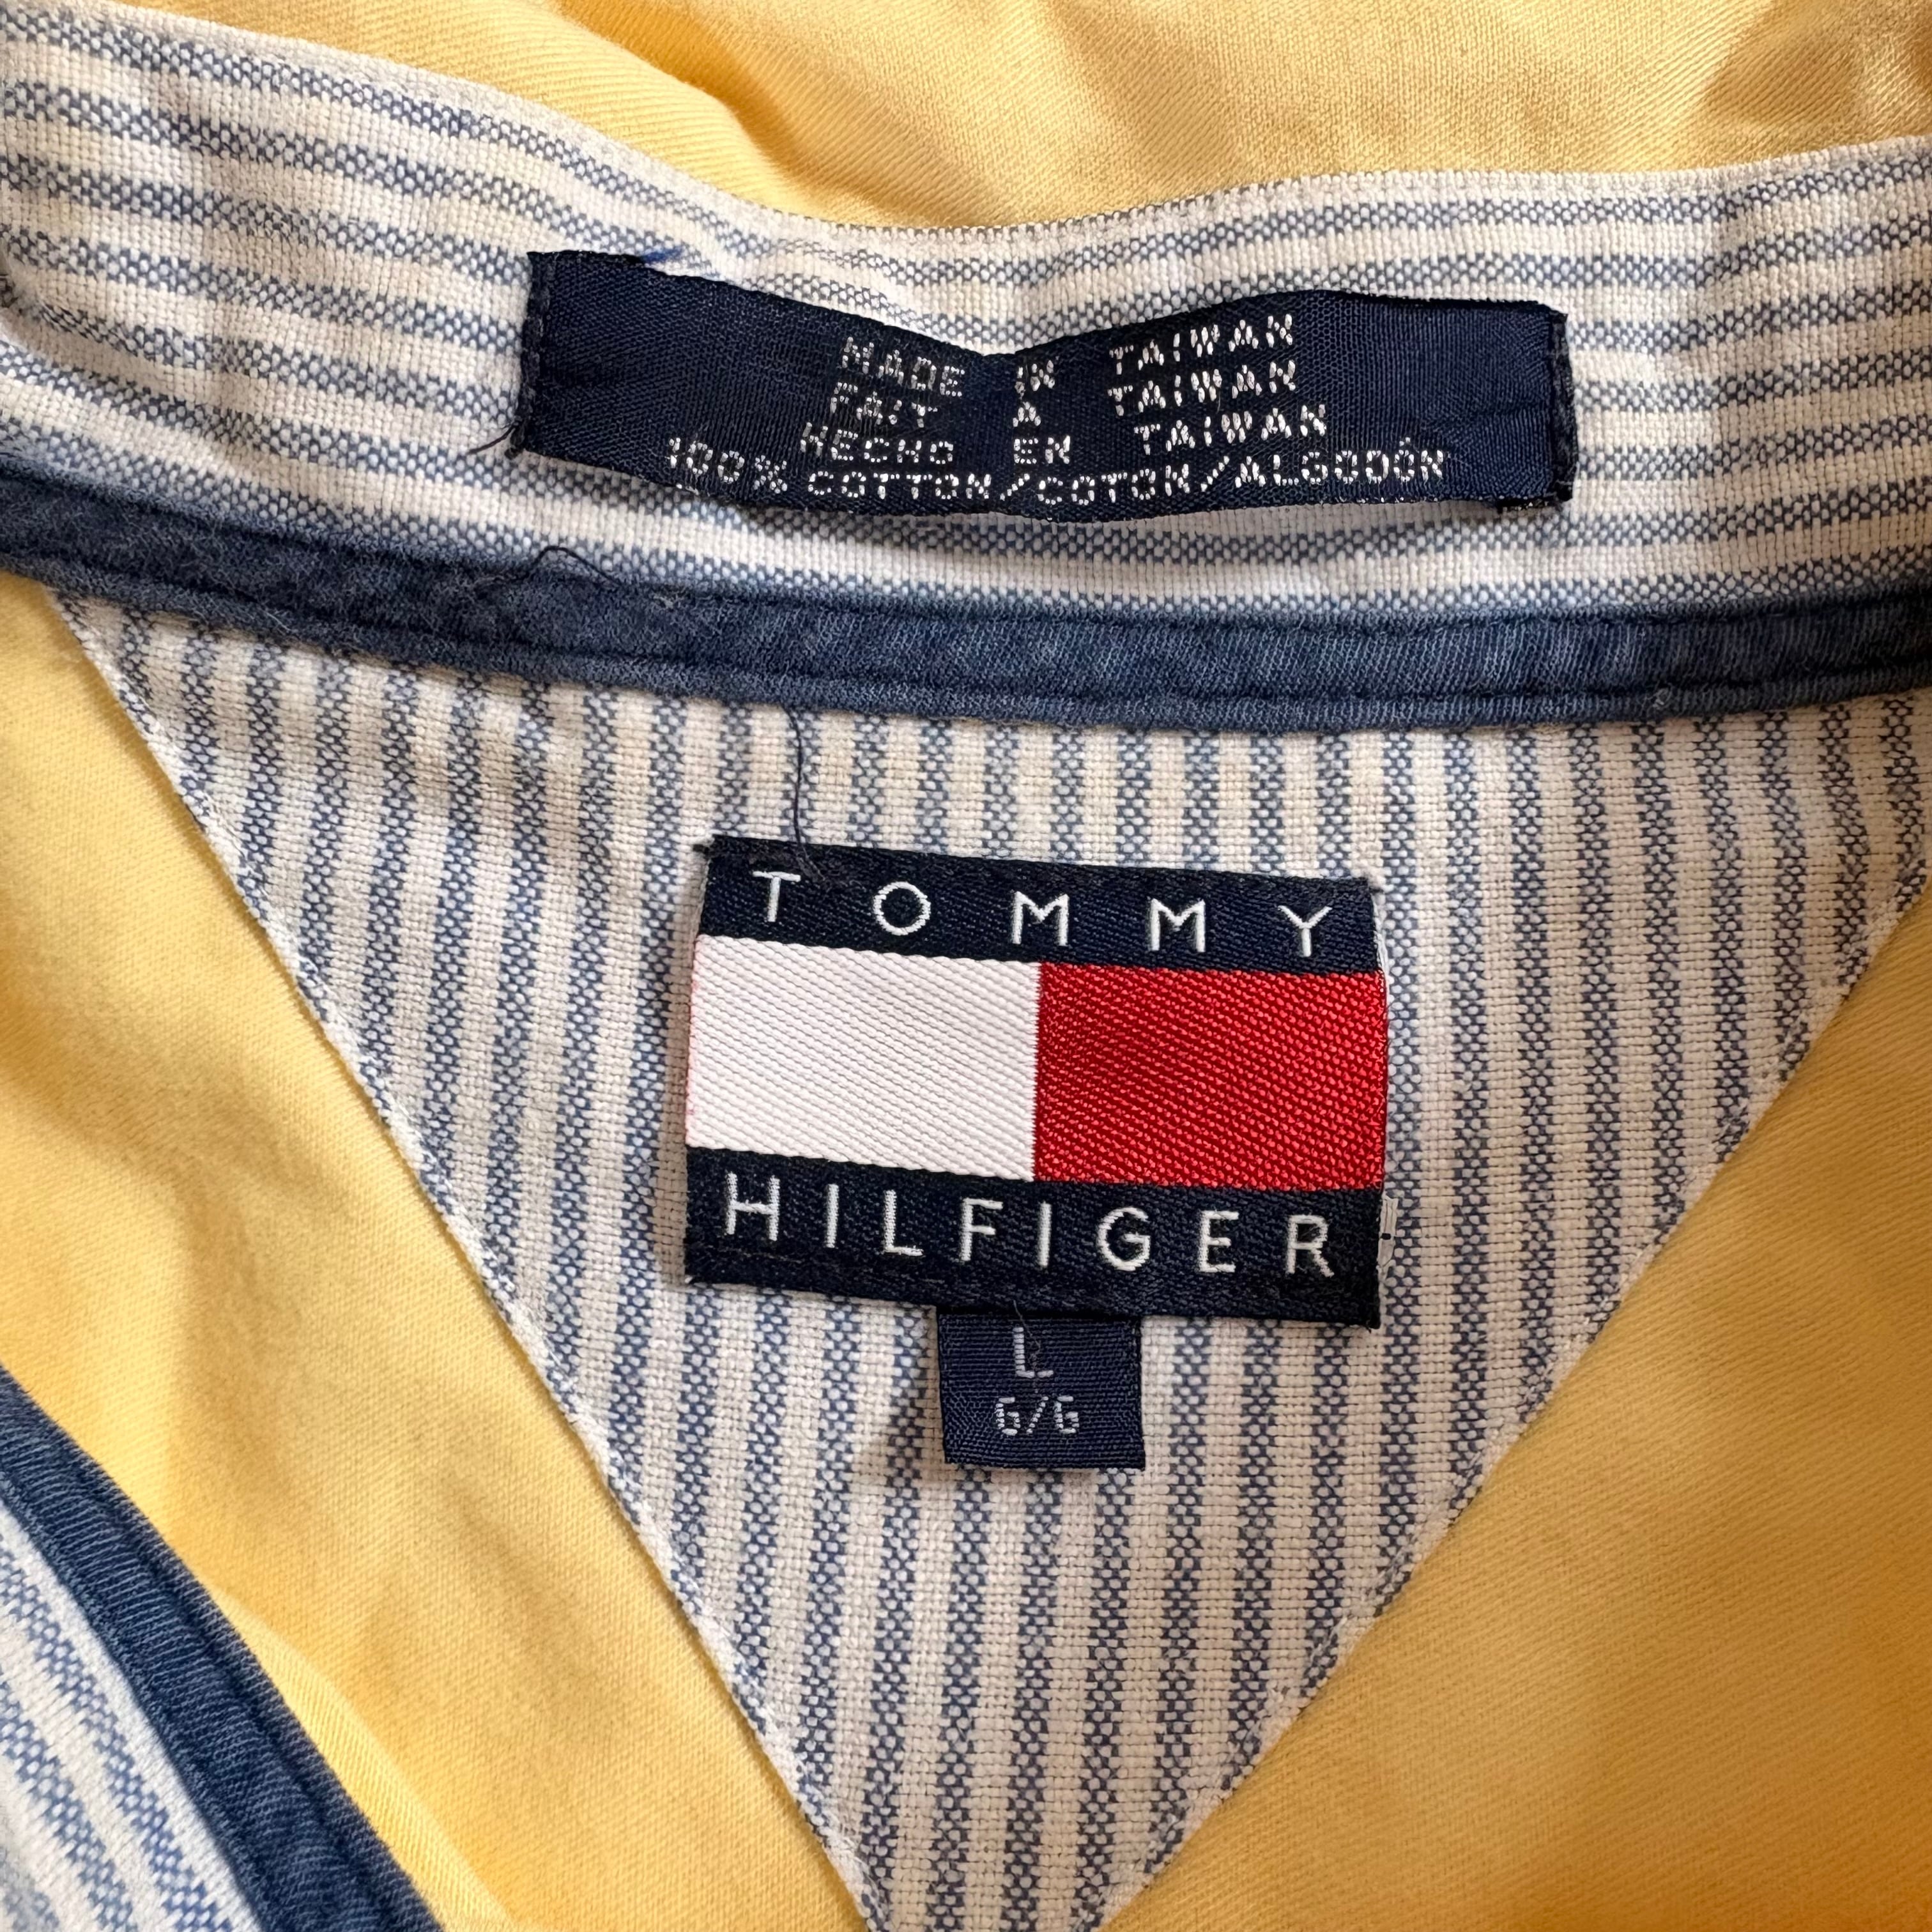 MADE IN TAIWAN
FAIT A TAIWAN
HECHO EN TAIWAN
100% COTTON/COTON/ALGODÓN
TOMMY
HILFIGER
L
G/G